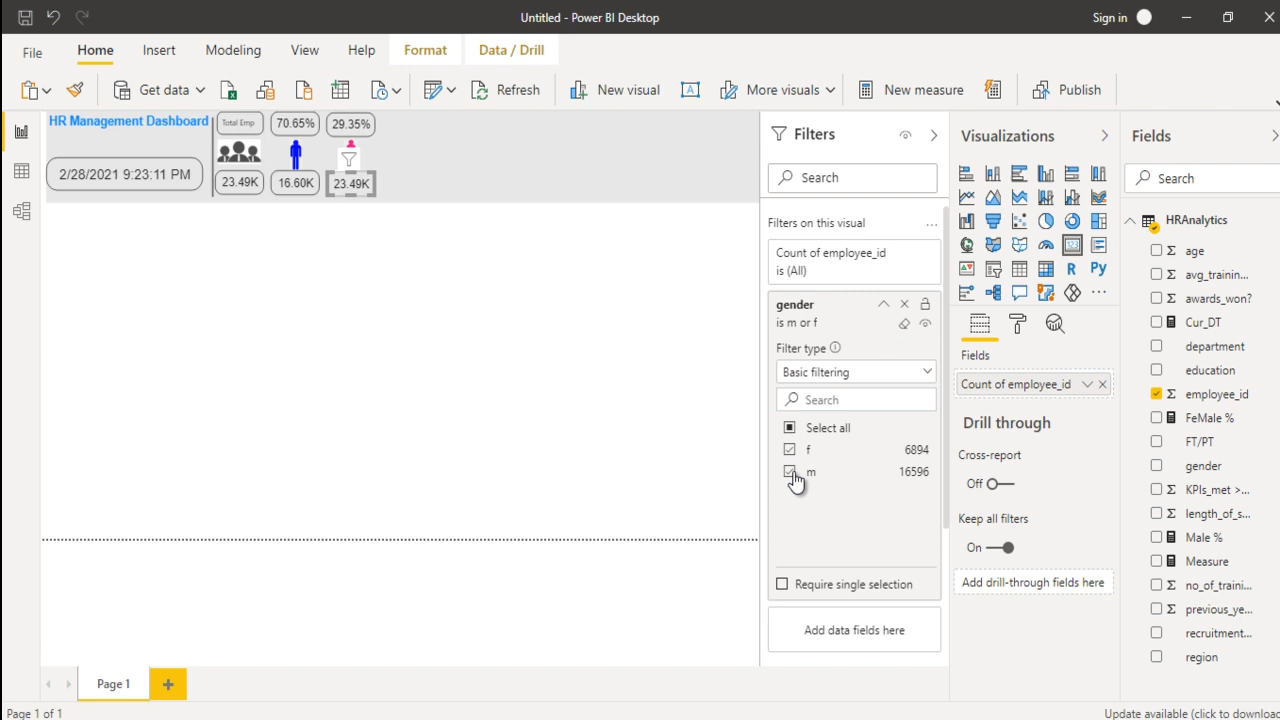 Untitled - Power BI Desktop
Sign in
File
Home
Insert
Modeling
View
Help
Format
Data / Drill
Get data
Refresh
New visual
More visuals
New measure
Publish
HR Management Dashboard
2/28/2021 9:23:11 PM
Total Emp
70.65%
29.35%
23.49K
16.60K
23.49K
Filters
Search
Filters on this visual
Count of employee_id
is (All)
gender
is m or f
Filter type
Basic filtering
Search
Select all
f 6894
m 16596
Require single selection
Add data fields here
Visualizations
R
Py
123
Fields
Count of employee_id
Drill through
Cross-report
Off
Keep all filters
On
Add drill-through fields here
Fields
Search
HRAnalytics
Σ age
Σ avg_trainin...
Σ awards_won?
Cur_DT
department
education
Σ employee_id
FeMale %
FT/PT
gender
Σ KPIs_met >...
Σ length_of_s...
Male %
Measure
Σ no_of_traini...
Σ previous_ye...
recruitment...
region
Page 1
Page 1 of 1
Update available (click to download